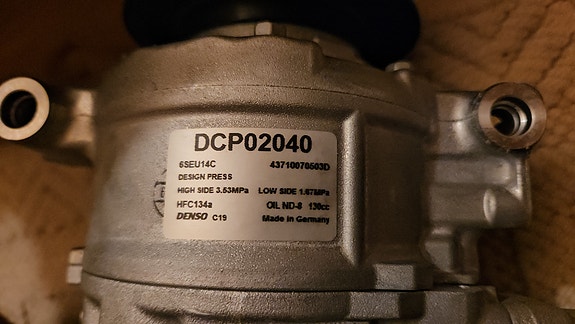 DCP02040
6SEU14C 43710070503D
DESIGN PRESS
HIGH SIDE 3.53MPa LOW SIDE 1.67MPa
HFC134a OIL ND-8 130cc
DENSO C19 Made in Germany